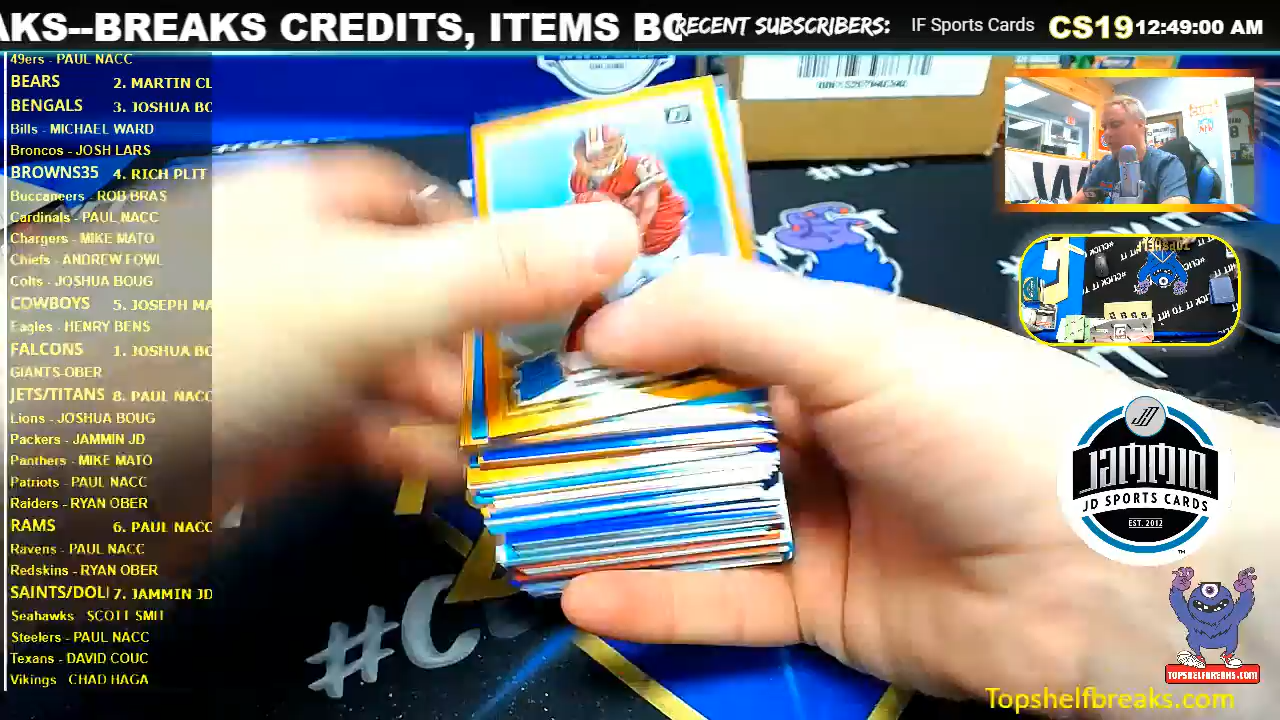 AKS--BREAKS CREDITS, ITEMS BO
RECENT SUBSCRIBERS: IF Sports Cards CS19 12:49:00 AM
49ers - PAUL NACC
BEARS 2. MARTIN CL
BENGALS 3. JOSHUA BO
Bills - MICHAEL WARD
Broncos - JOSH LARS
BROWNS35 4. RICH PLIT
Buccaneers - ROB BRAS
Cardinals - PAUL NACC
Chargers - MIKE MATO
Chiefs - ANDREW FOWL
Colts - JOSHUA BOUG
COWBOYS 5. JOSEPH MA
Eagles - HENRY BENS
FALCONS 1. JOSHUA BO
GIANTS-OBER
JETS/TITANS 8. PAUL NACC
Lions - JOSHUA BOUG
Packers - JAMMIN JD
Panthers - MIKE MATO
Patriots - PAUL NACC
Raiders - RYAN OBER
RAMS 6. PAUL NACC
Ravens - PAUL NACC
Redskins - RYAN OBER
SAINTS/DOLI 7. JAMMIN JD
Seahawks - SCOTT SMIT
Steelers - PAUL NACC
Texans - DAVID COUC
Vikings - CHAD HAGA
#C
JD
JAMMIN
JD SPORTS CARDS
EST. 2012
TM
TOPSHELFBREAKS.COM
Topshelfbreaks.com